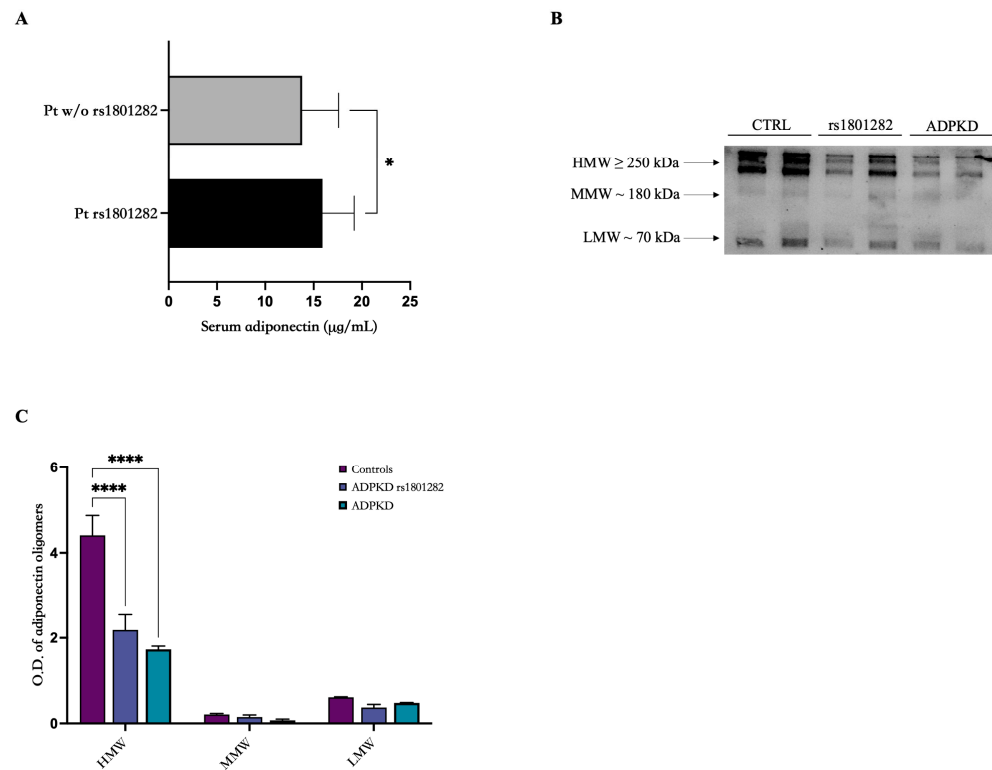 A
Pt w/o rs1801282
Pt rs1801282
*
0 5 10 15 20 25
Serum adiponectin (μg/mL)
B
CTRL rs1801282 ADPKD
HMW ≥ 250 kDa
MMW ~ 180 kDa
LMW ~ 70 kDa
C
O.D. of adiponectin oligomers
6
4
2
0
****
****
Controls
ADPKD rs1801282
ADPKD
HMW MMW LMW